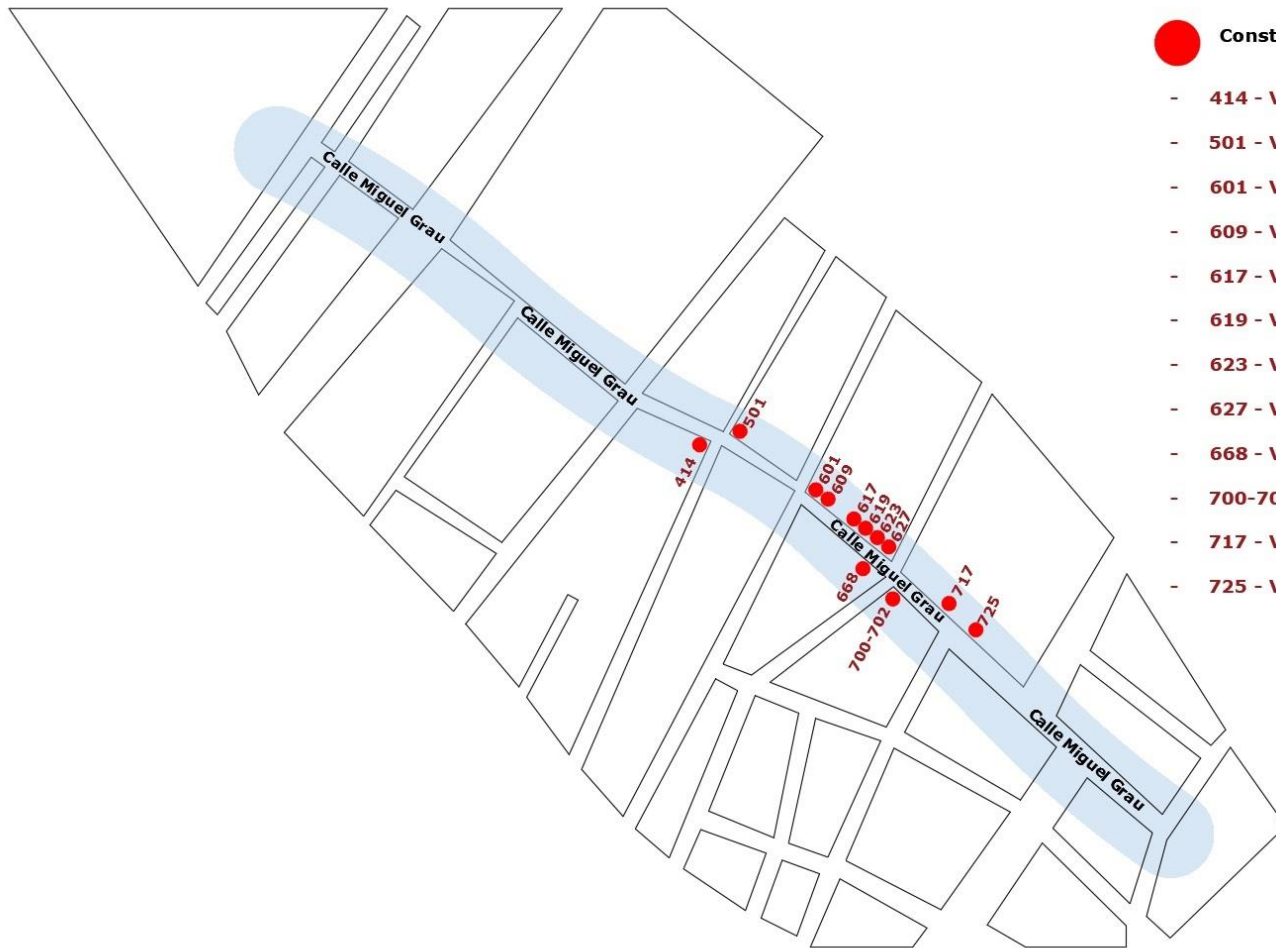 Const
- 414 - V
- 501 - V
- 601 - V
- 609 - V
- 617 - V
- 619 - V
- 623 - V
- 627 - V
- 668 - V
- 700-70
- 717 - V
- 725 - V
Calle Miguel Grau
Calle Miguel Grau
501
414
601
609
617
619
623
627
Calle Miguel Grau
668
700-702
717
725
Calle Miguel Grau